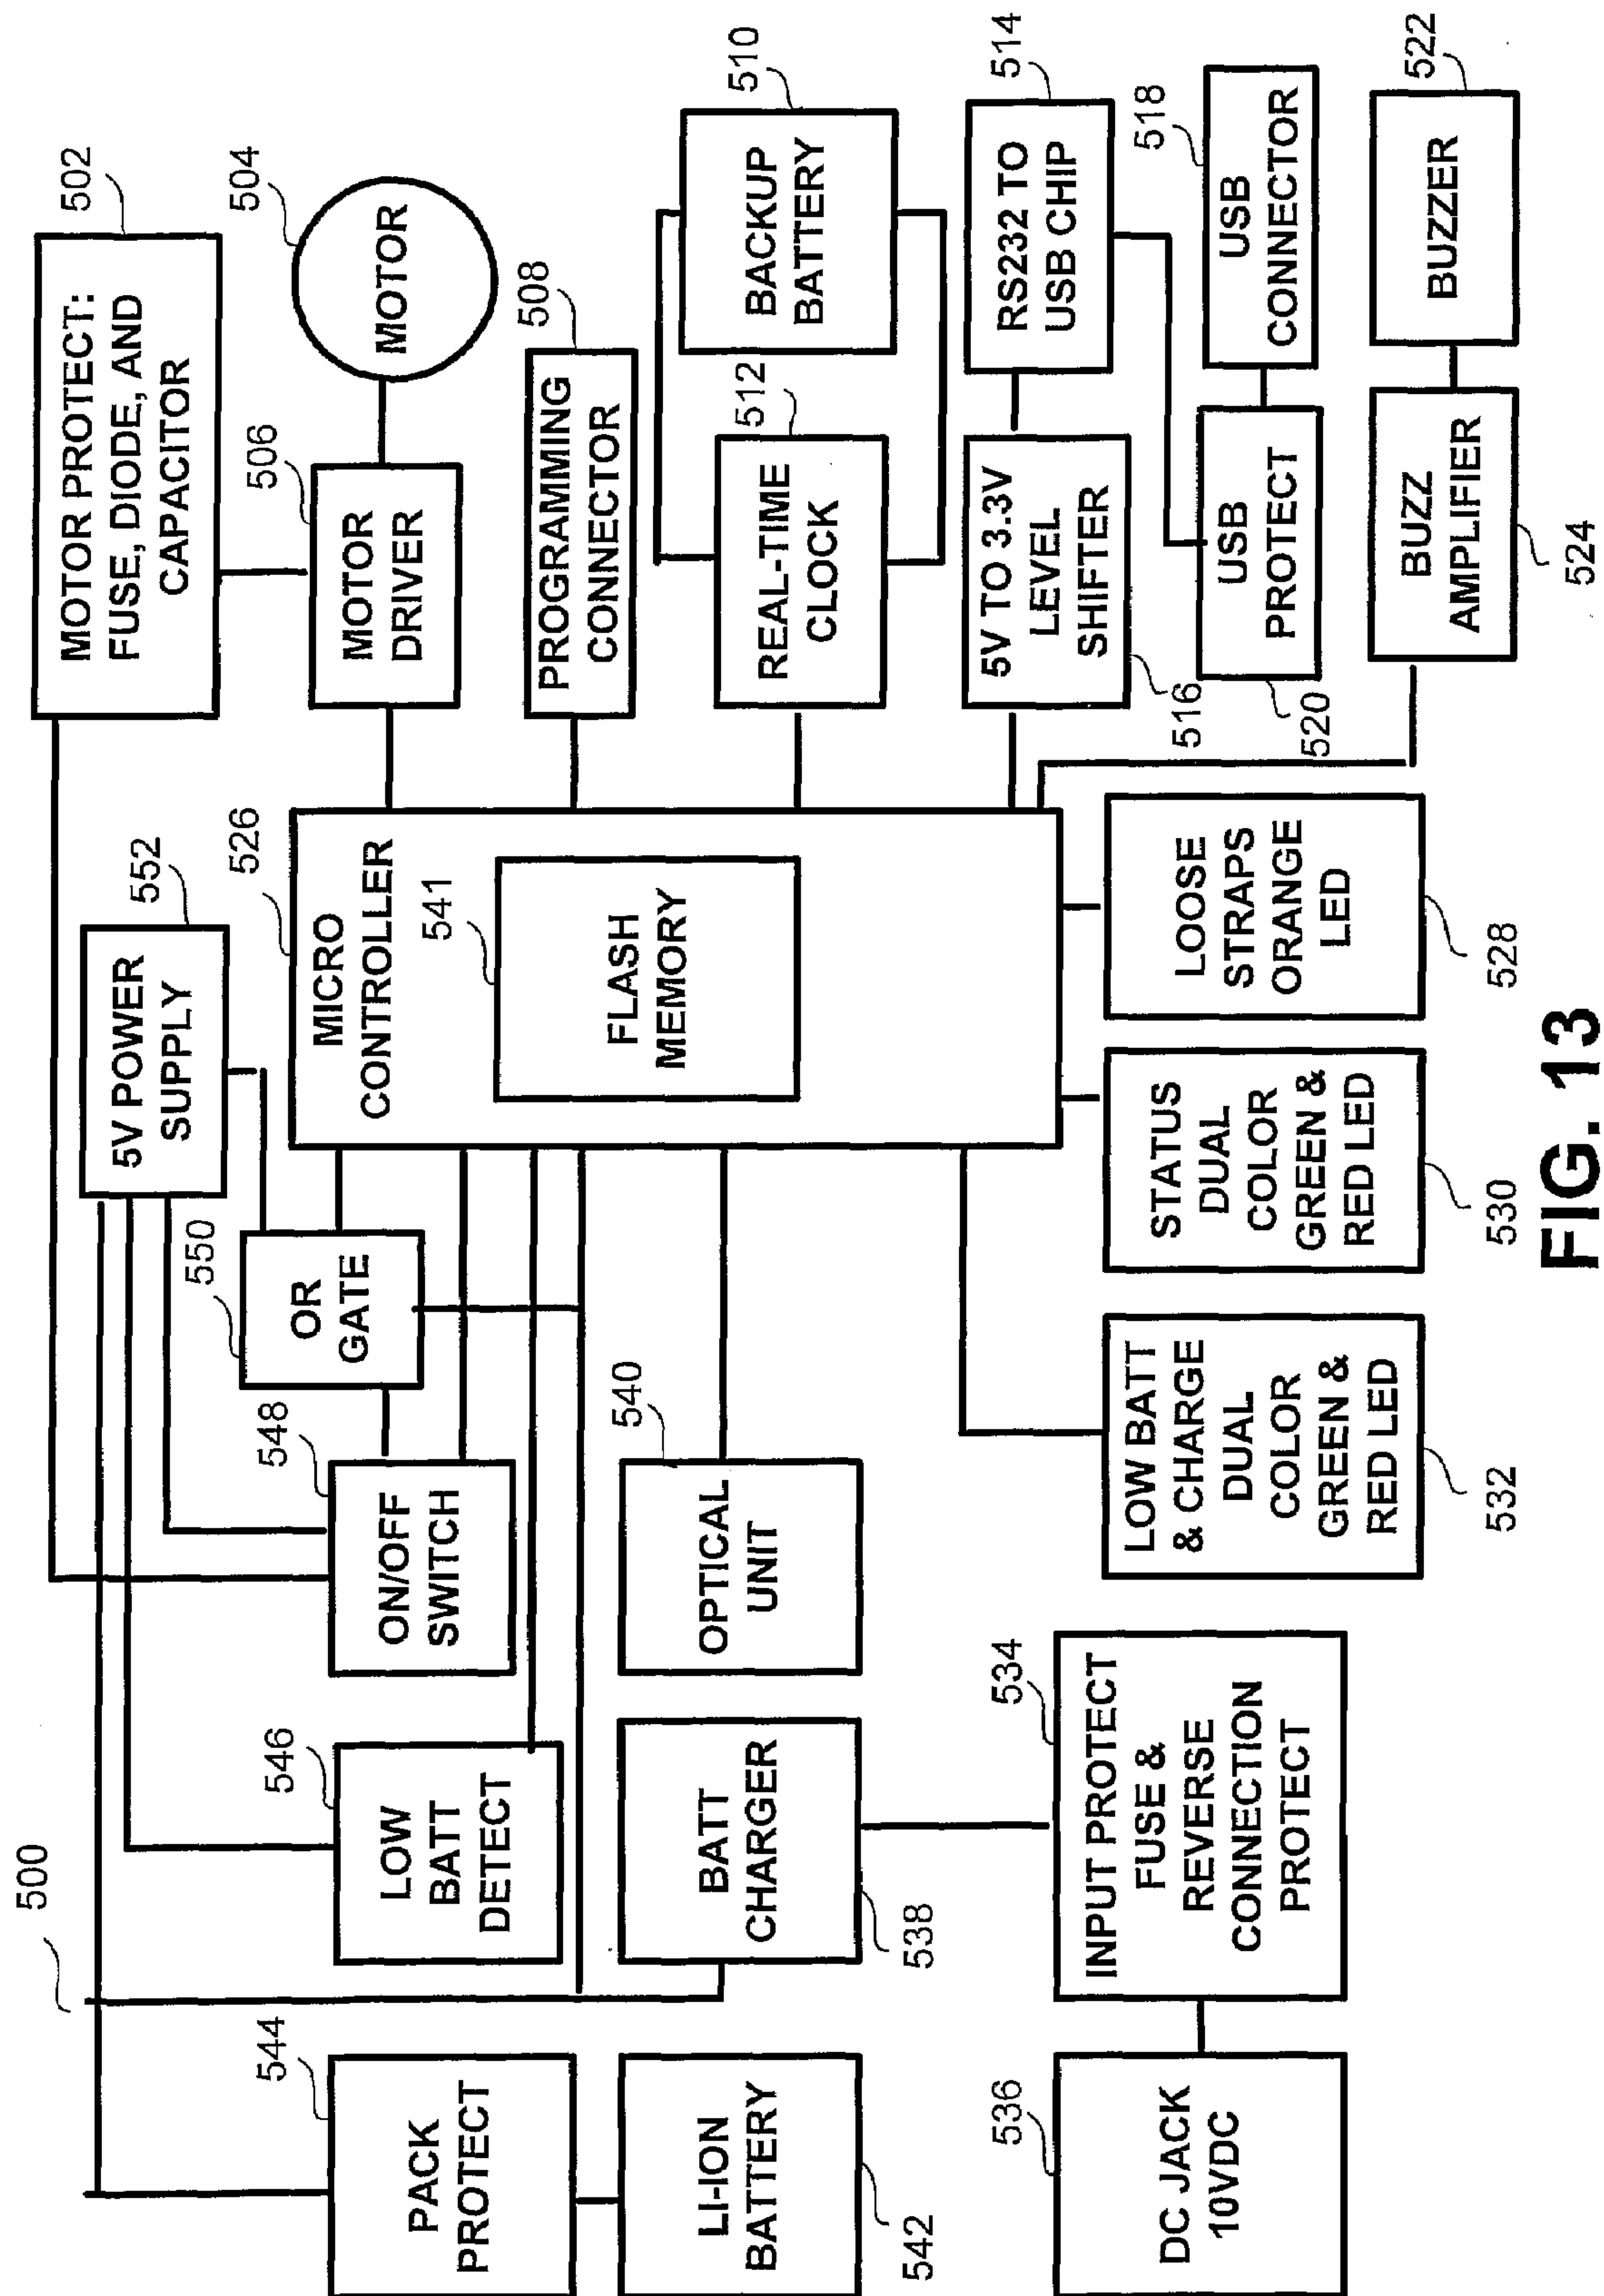 500
544
PACK
PROTECT
LI-ION
BATTERY
542
536
DC JACK
10VDC
546
LOW
BATT
DETECT
BATT
CHARGER
538
534
INPUT PROTECT
FUSE &
REVERSE
CONNECTION
PROTECT
548
ON/OFF
SWITCH
540
OPTICAL
UNIT
LOW BATT
& CHARGE
DUAL
COLOR
GREEN &
RED LED
532
550
OR
GATE
552
5V POWER
SUPPLY
526
MICRO
CONTROLLER
541
FLASH
MEMORY
STATUS
DUAL
COLOR
GREEN &
RED LED
530
LOOSE
STRAPS
ORANGE
LED
528
502
MOTOR PROTECT:
FUSE, DIODE, AND
CAPACITOR
504
MOTOR
506
MOTOR
DRIVER
508
PROGRAMMING
CONNECTOR
510
BACKUP
BATTERY
512
REAL-TIME
CLOCK
514
RS232 TO
USB CHIP
5V TO 3.3V
LEVEL
SHIFTER
516
518
USB
CONNECTOR
USB
PROTECT
520
522
BUZZER
BUZZ
AMPLIFIER
524
FIG. 13